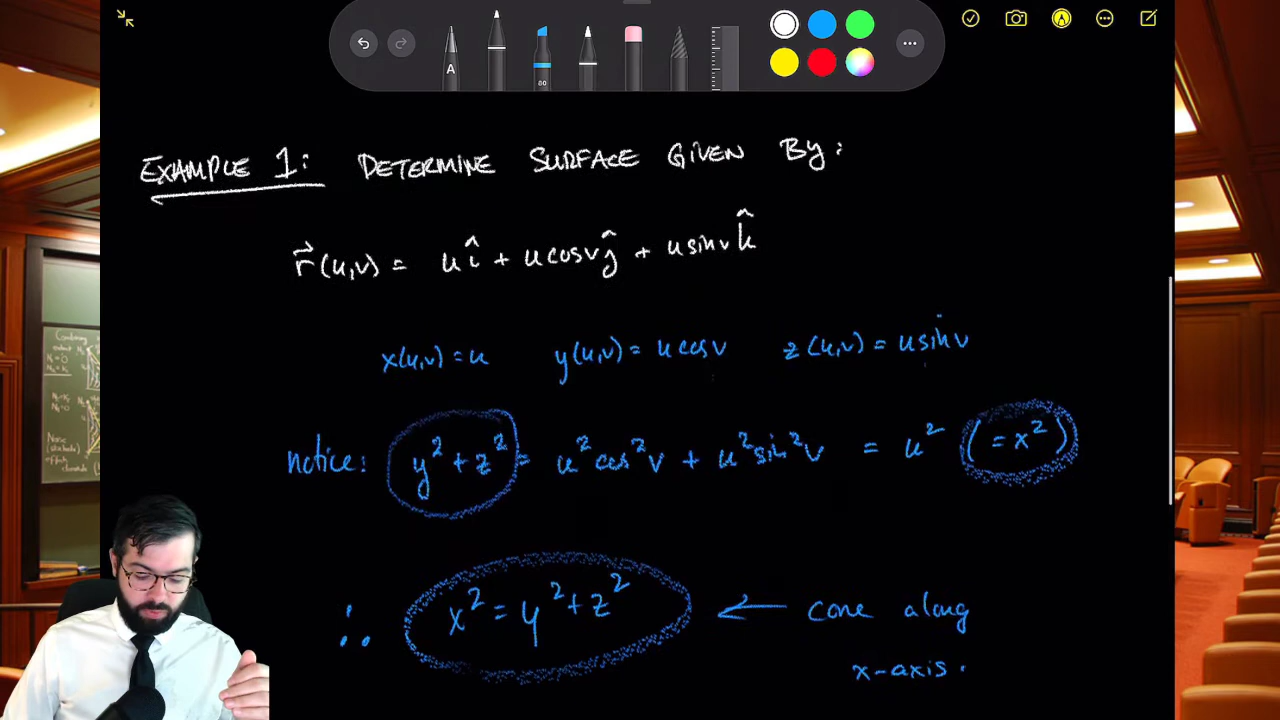 A
80
EXAMPLE 1: DETERMINE SURFACE GIVEN BY:
r⃗(u,v) = u î + u cos v ĵ + u sin v k̂
x(u,v) = u y(u,v) = u cos v z(u,v) = u sin v
notice: y² + z² = u² cos² v + u² sin² v = u² (= x²)
∴ x² = y² + z² ← cone along
x-axis.